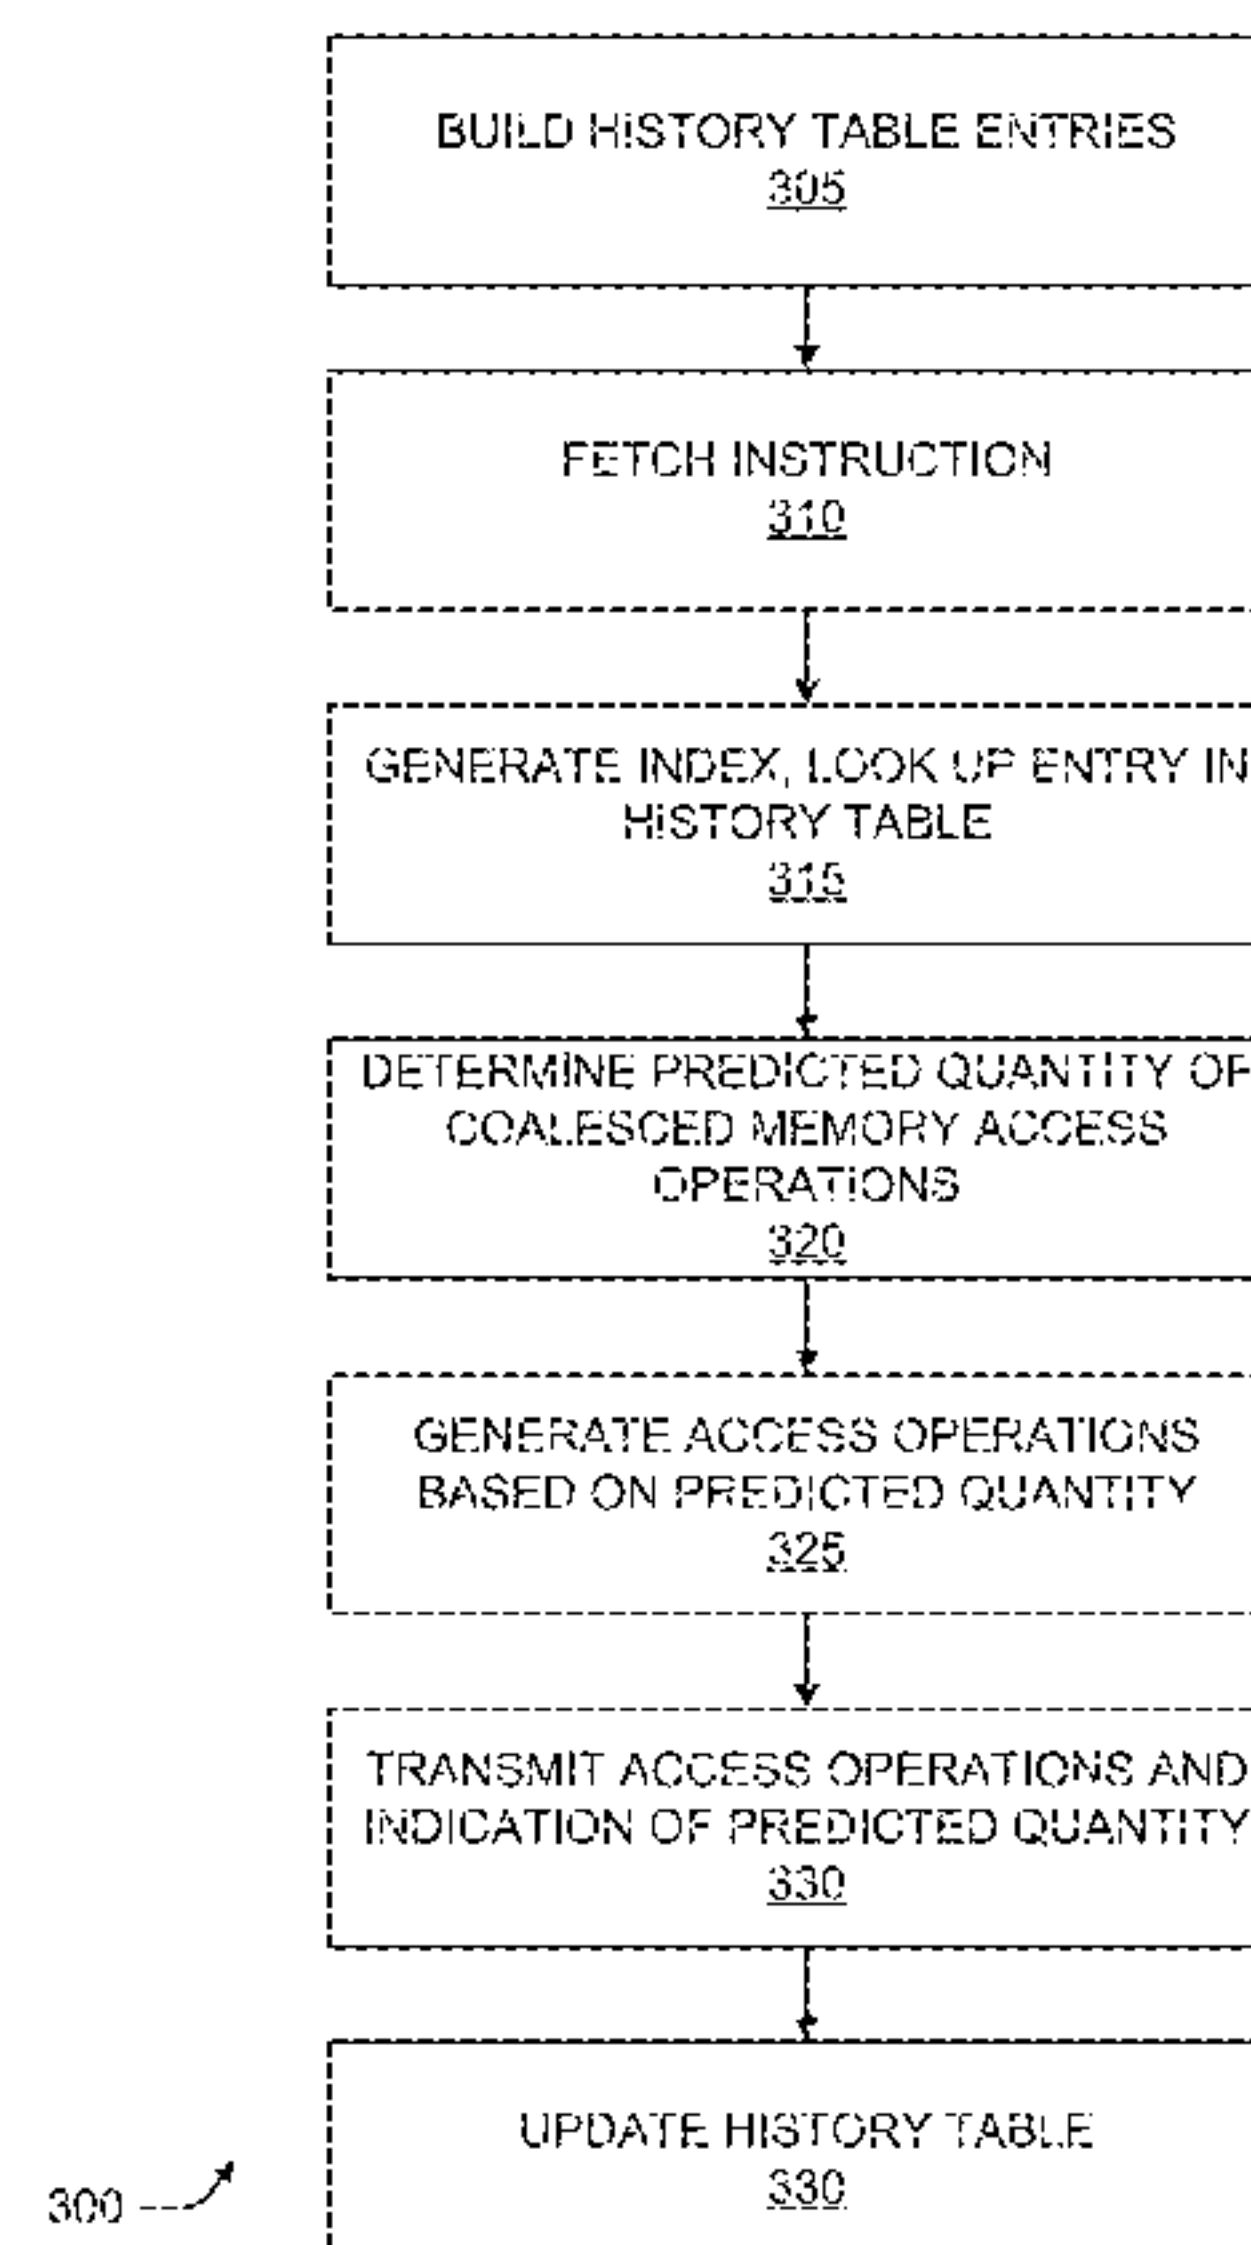 BUILD HISTORY TABLE ENTRIES
305
FETCH INSTRUCTION
310
GENERATE INDEX, LOOK UP ENTRY IN
HISTORY TABLE
315
DETERMINE PREDICTED QUANTITY OF
COALESCED MEMORY ACCESS
OPERATIONS
320
GENERATE ACCESS OPERATIONS
BASED ON PREDICTED QUANTITY
325
TRANSMIT ACCESS OPERATIONS AND
INDICATION OF PREDICTED QUANTITY
330
UPDATE HISTORY TABLE
330
300